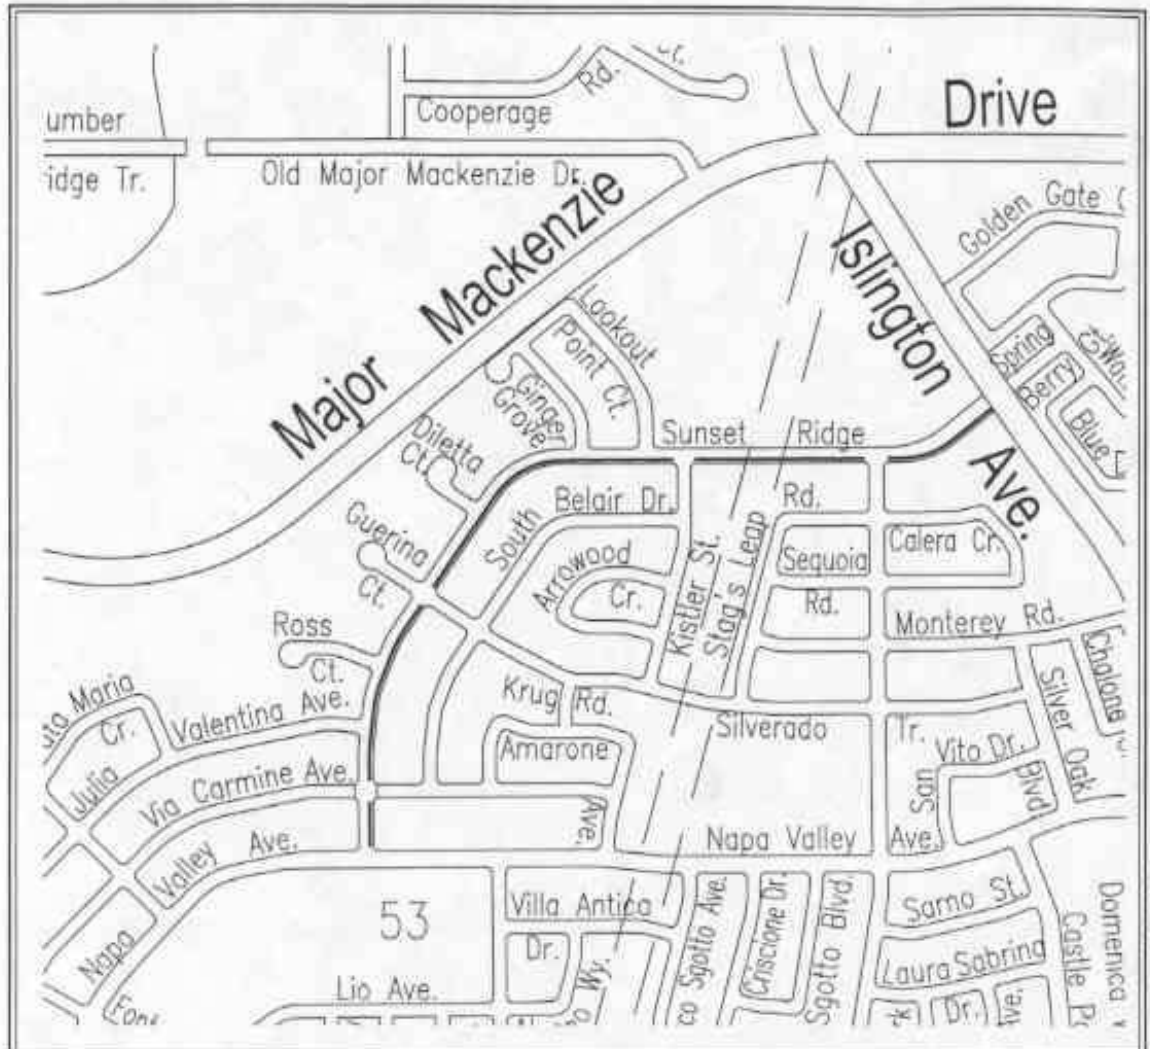 Drive
Cr.
Rd.
Cooperage
umber
idge Tr.
Old Major Mackenzie Dr.
Golden Gate
Major Mackenzie
Islington Ave.
Lookout
Point Ct.
Ginger
Grove
Spring
Berry
Blue
Diletta
Ct.
Sunset Ridge
South
Belair Dr.
Rd.
Guerina
Ct.
Arrowood
Cr.
Kistler St.
Stag's Leap
Sequoia
Rd.
Calera Cr.
Monterey Rd.
Ross
Ct.
Chalone
Silver Oak
Blvd
Maria
Cr.
Valentina Ave.
Krug Rd.
Silverado Tr.
Amarone
Ave.
Vito Dr.
San
Julia
Via Carmine Ave.
Napa Valley Ave.
Napa
Valley
Ave.
53
Villa Antica
Dr.
Sgotto Ave.
Criscione Dr.
Sgotto Blvd.
Sarno St.
Laura Sabrina
Castle
Domenica
Lio Ave.
Wy.
Dr.